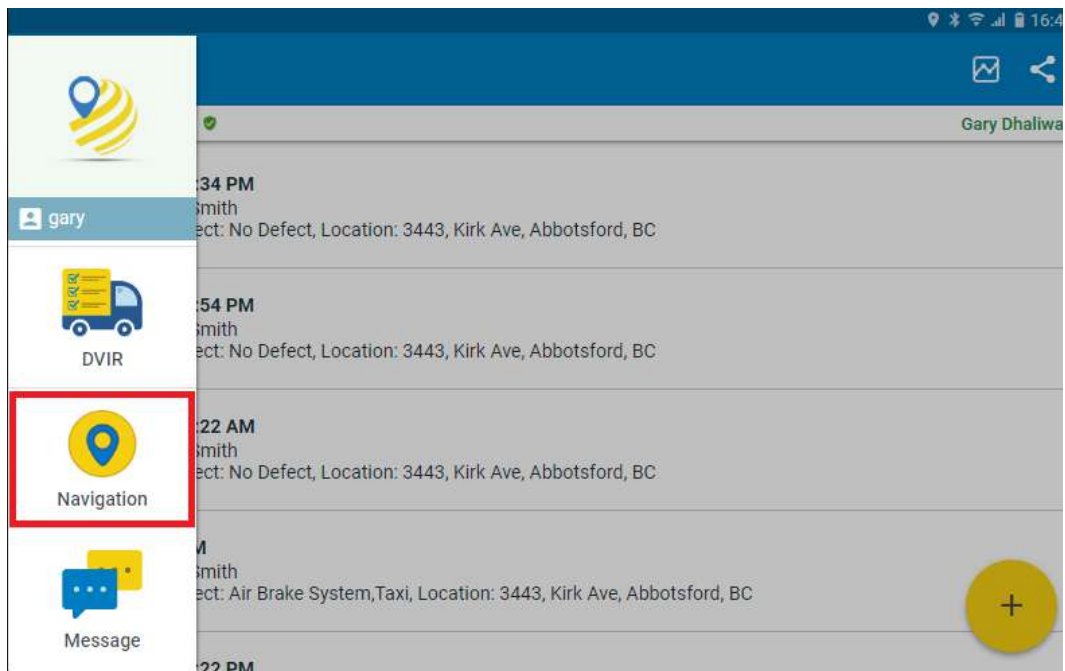 16:4
Gary Dhaliwa
gary
:34 PM
Smith
ect: No Defect, Location: 3443, Kirk Ave, Abbotsford, BC
DVIR
:54 PM
Smith
ect: No Defect, Location: 3443, Kirk Ave, Abbotsford, BC
Navigation
:22 AM
Smith
ect: No Defect, Location: 3443, Kirk Ave, Abbotsford, BC
Message
M
Smith
ect: Air Brake System,Taxi, Location: 3443, Kirk Ave, Abbotsford, BC
+
:22 PM